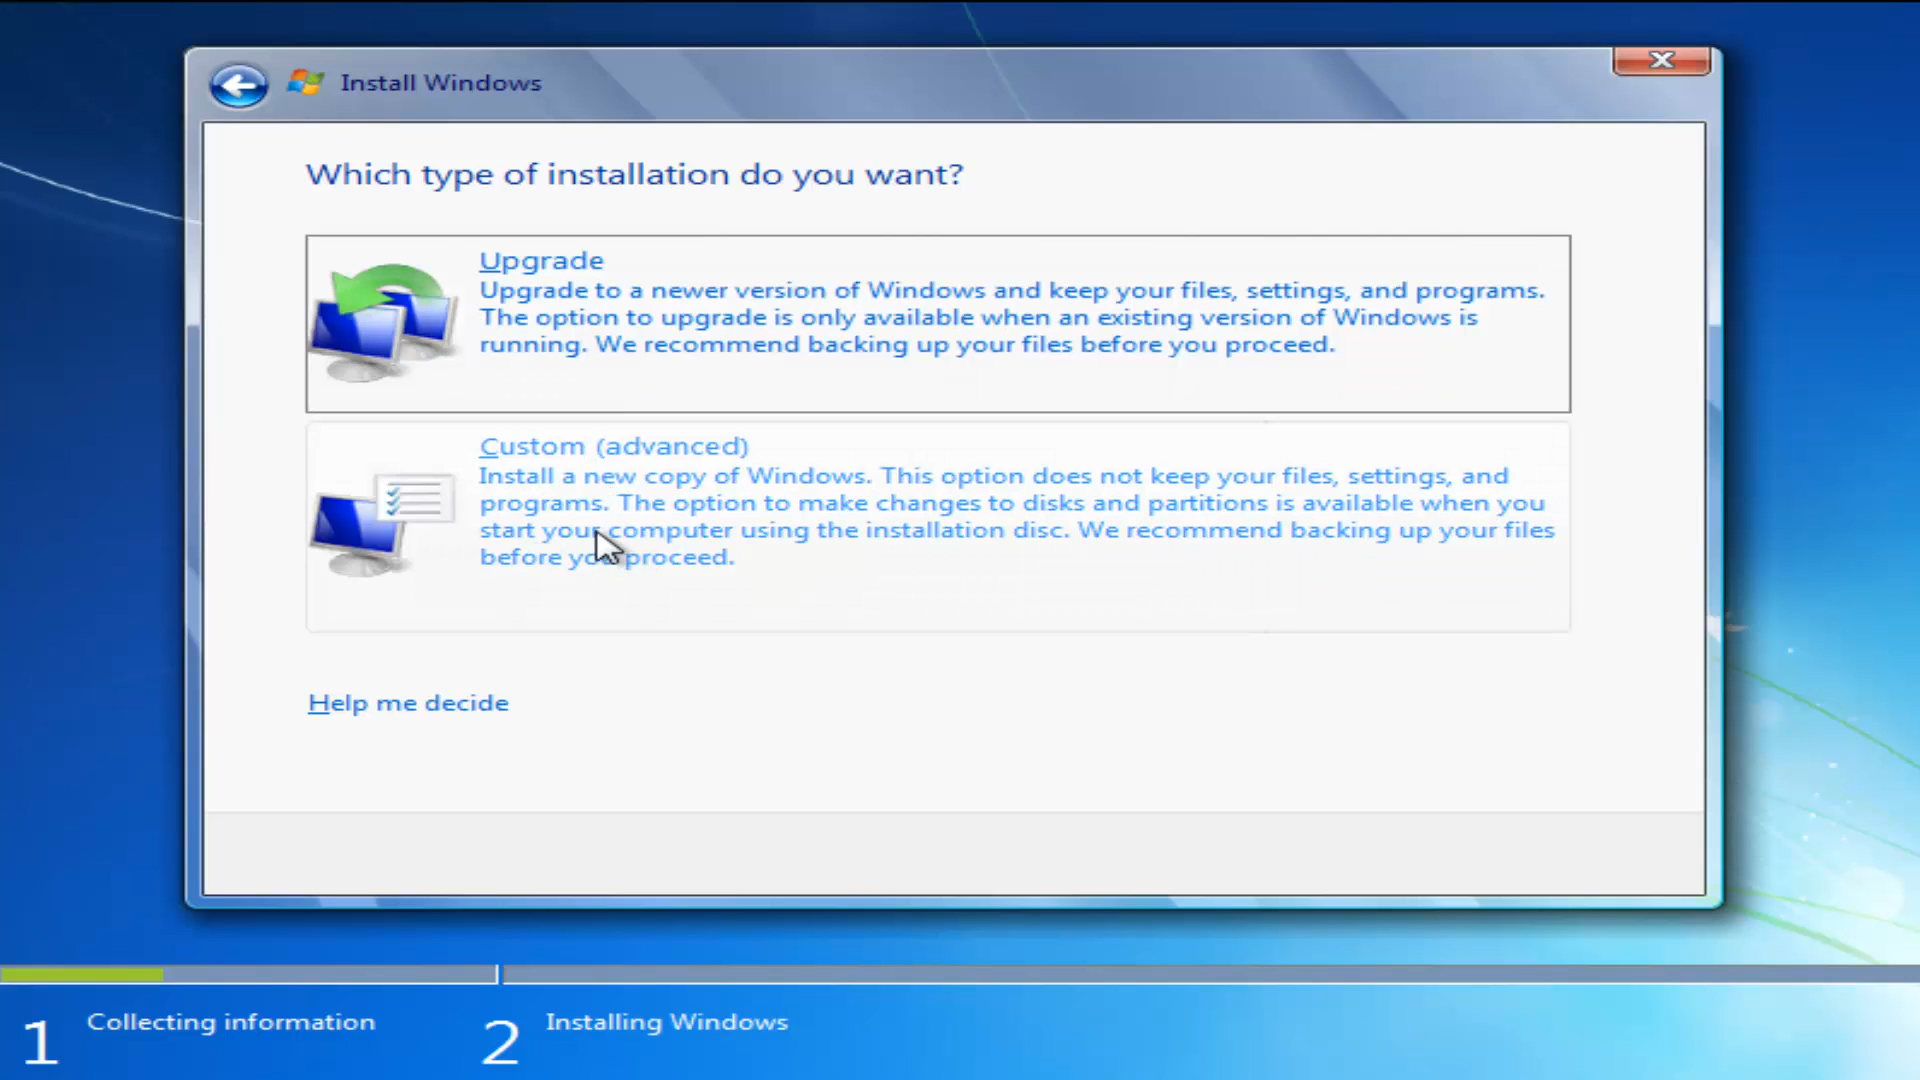 Install Windows
Which type of installation do you want?
Upgrade
Upgrade to a newer version of Windows and keep your files, settings, and programs.
The option to upgrade is only available when an existing version of Windows is
running. We recommend backing up your files before you proceed.
Custom (advanced)
Install a new copy of Windows. This option does not keep your files, settings, and
programs. The option to make changes to disks and partitions is available when you
start your computer using the installation disc. We recommend backing up your files
before you proceed.
Help me decide
1 Collecting information
2 Installing Windows